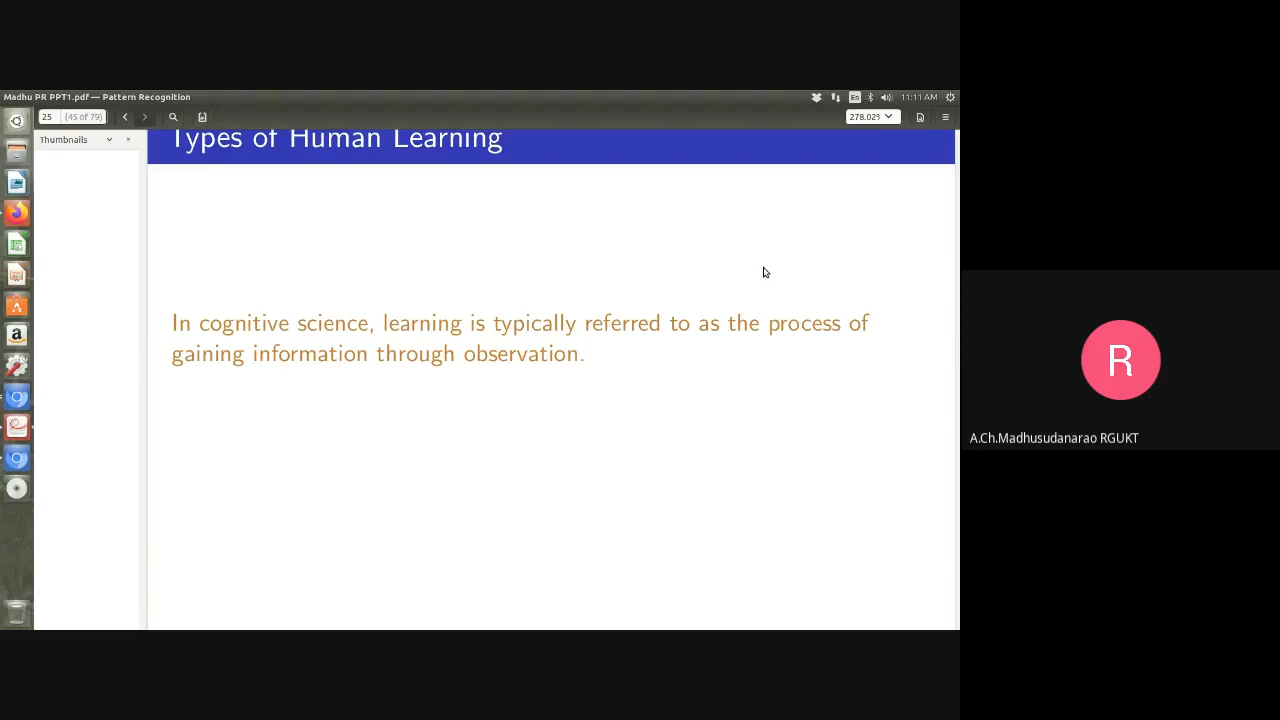 Madhu PR PPT1.pdf — Pattern Recognition
En
11:11 AM
25
(45 of 79)
278.02%
Thumbnails
Types of Human Learning
In cognitive science, learning is typically referred to as the process of
gaining information through observation.
R
A.Ch.Madhusudanarao RGUKT